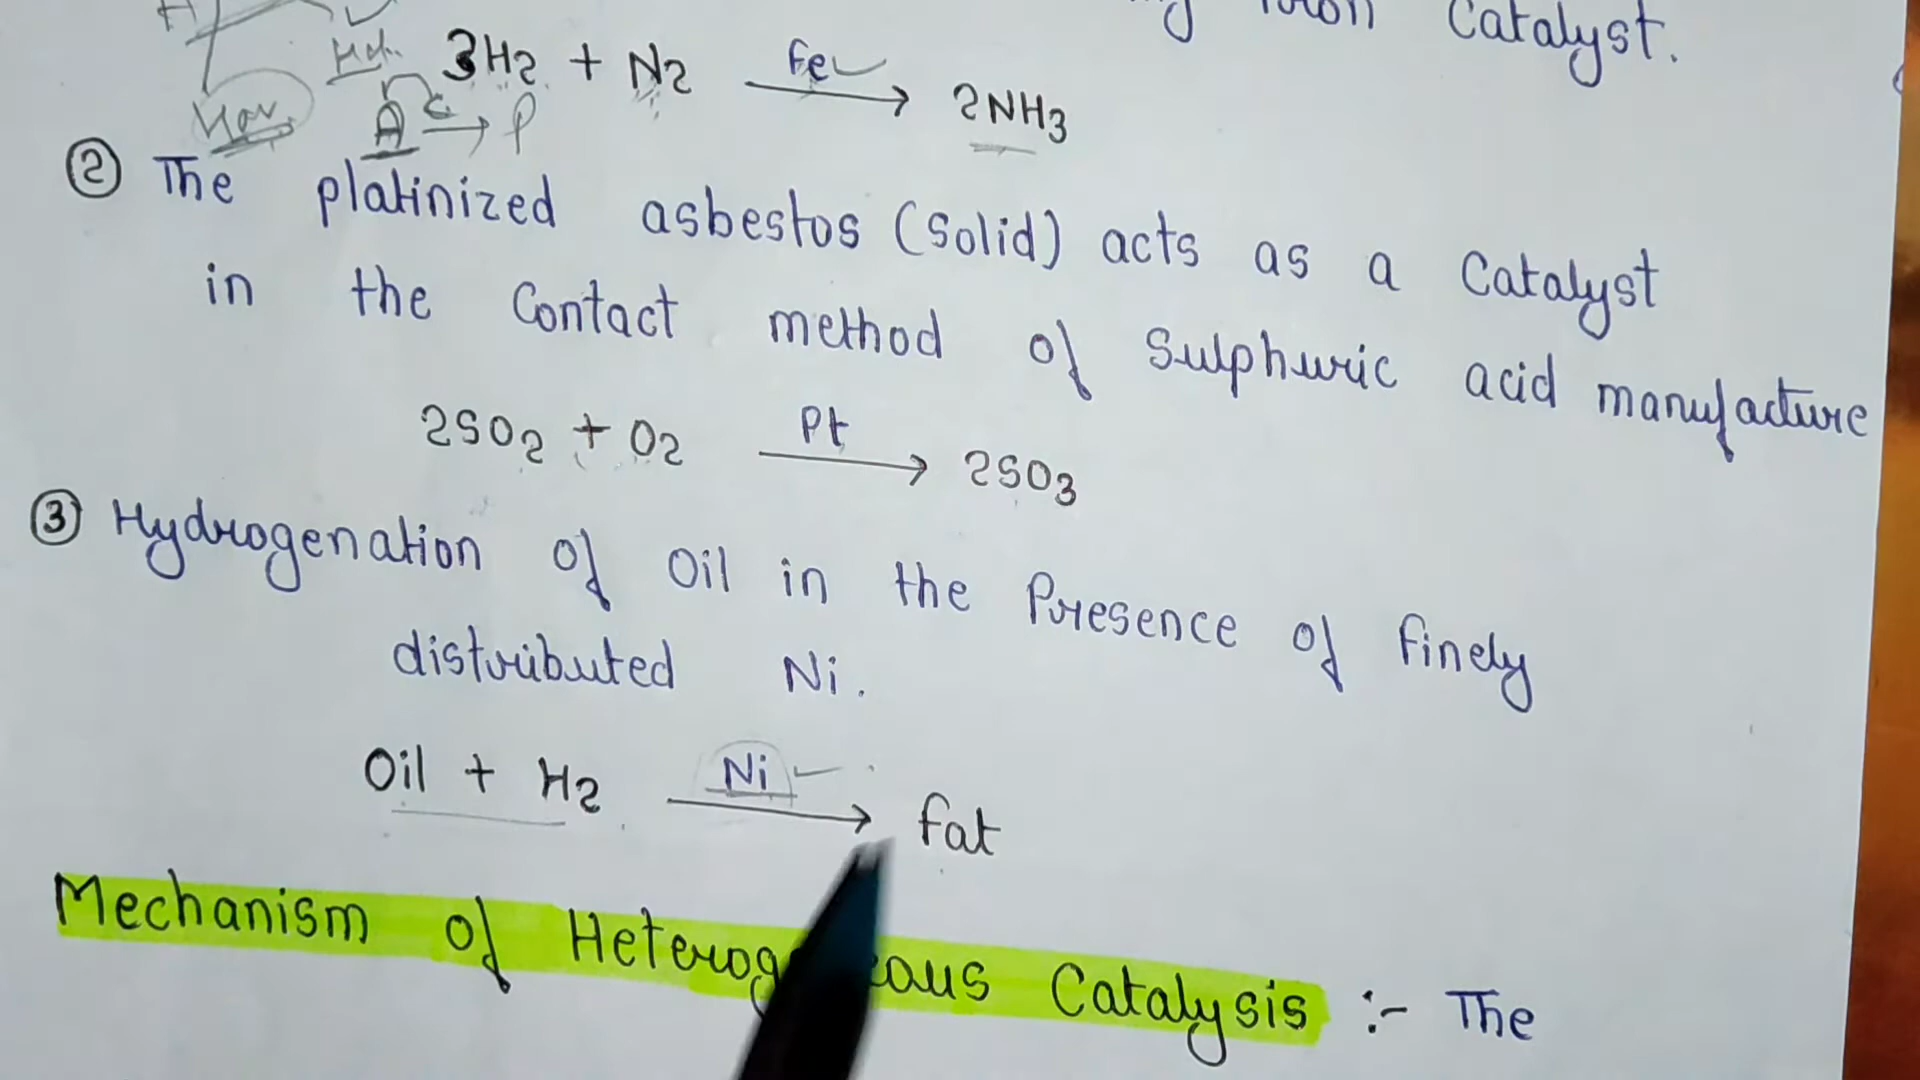 Catalyst.
3H2 + N2 Fe → 2NH3
A C → P
② The platinized asbestos (Solid) acts as a Catalyst
in the Contact method of Sulphuric acid manufacture
2SO2 + O2 Pt → 2SO3
③ Hydrogenation of Oil in the Presence of finely
distributed Ni.
Oil + H2 Ni → fat
Mechanism of Catalysis :- The